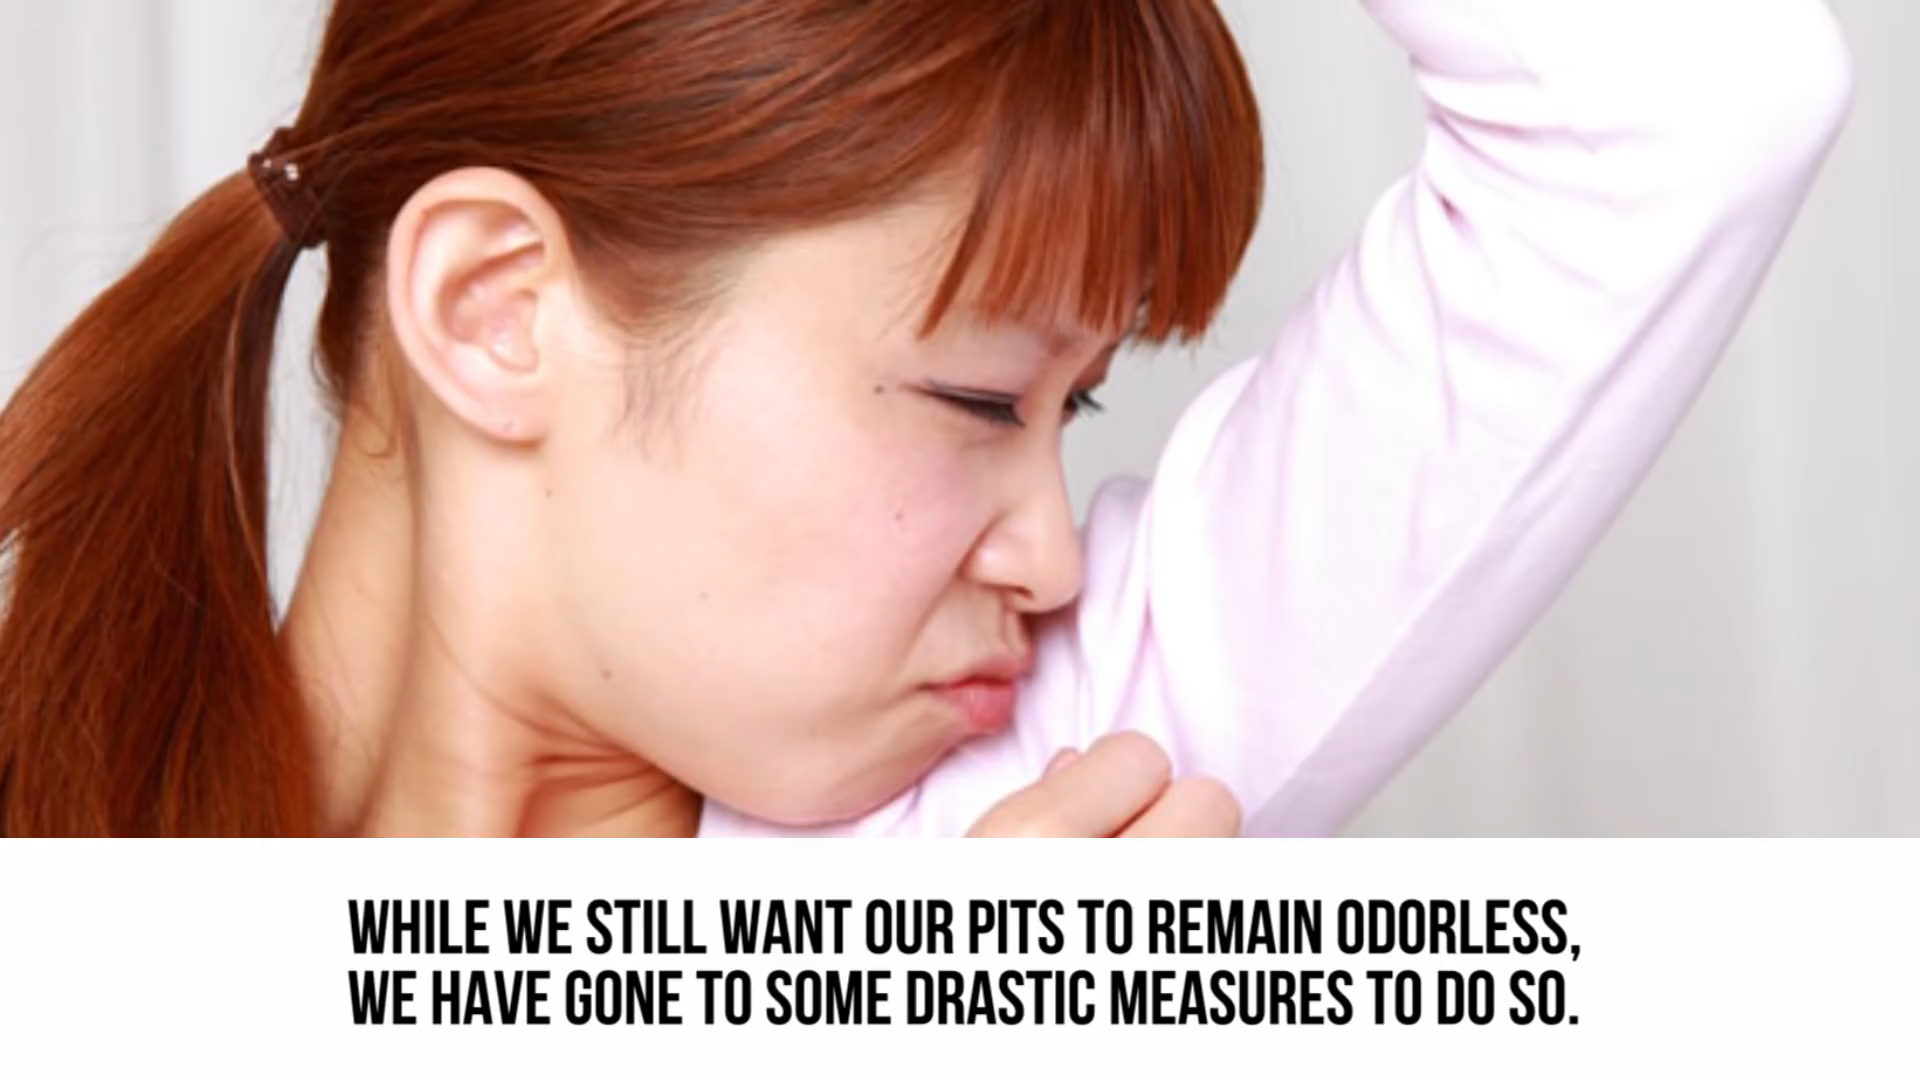 WHILE WE STILL WANT OUR PITS TO REMAIN ODORLESS,
WE HAVE GONE TO SOME DRASTIC MEASURES TO DO SO.